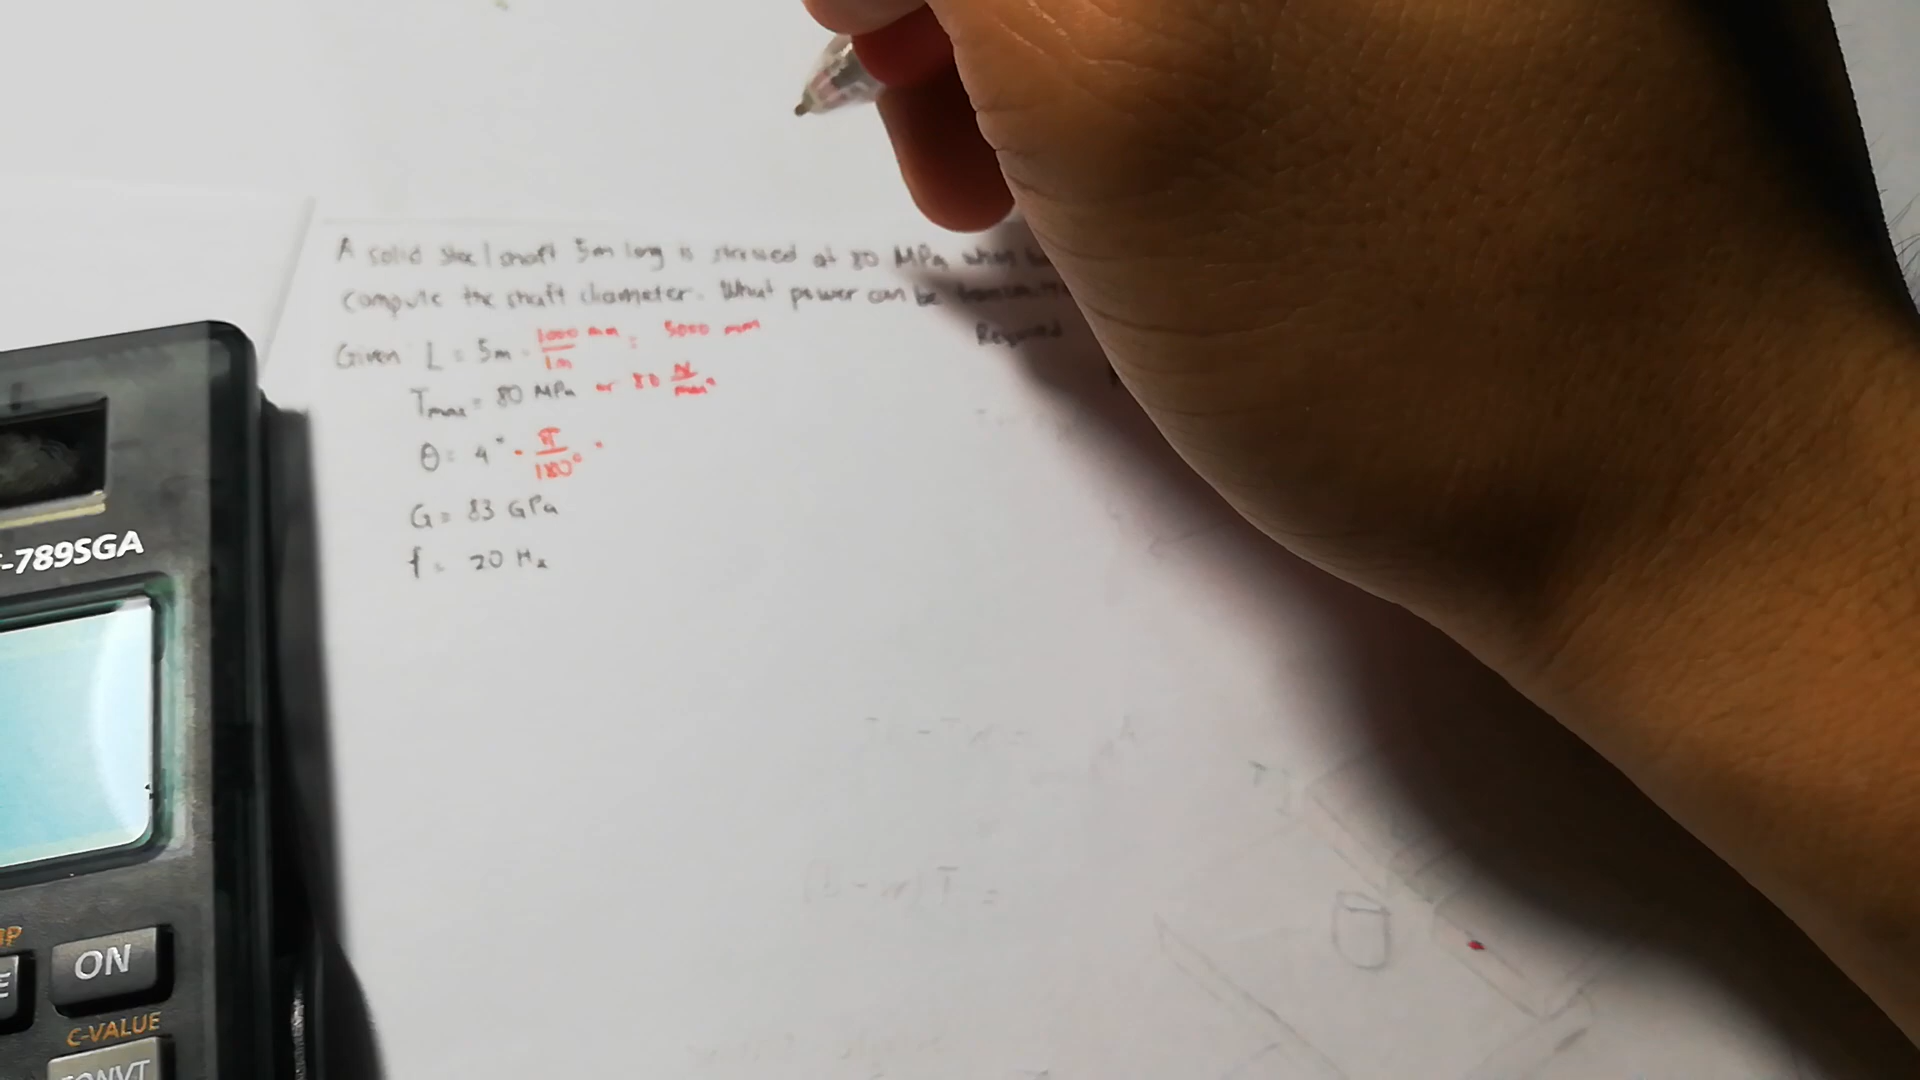 A solid steel shaft 5m long is stressed at 80 MPa when
compute the shaft diameter. What power can be
Required
Given L = 5m · 1000 mm / 1m = 5000 mm
Tmax = 80 MPa or 80 N/mm²
θ = 4° · π/180° ·
G = 83 GPa
f = 20 Hz
-789SGA
ON
C-VALUE